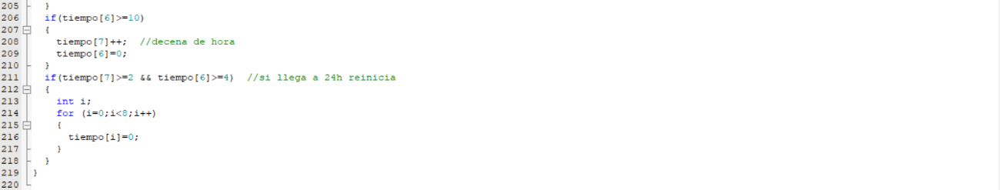 205 }
206 if(tiempo[6]>=10)
207 {
208 tiempo[7]++; //decena de hora
209 tiempo[6]=0;
210 }
211 if(tiempo[7]>=2 && tiempo[6]>=4) //si llega a 24h reinicia
212 {
213 int i;
214 for (i=0;i<8;i++)
215 {
216 tiempo[i]=0;
217 }
218 }
219 }
220